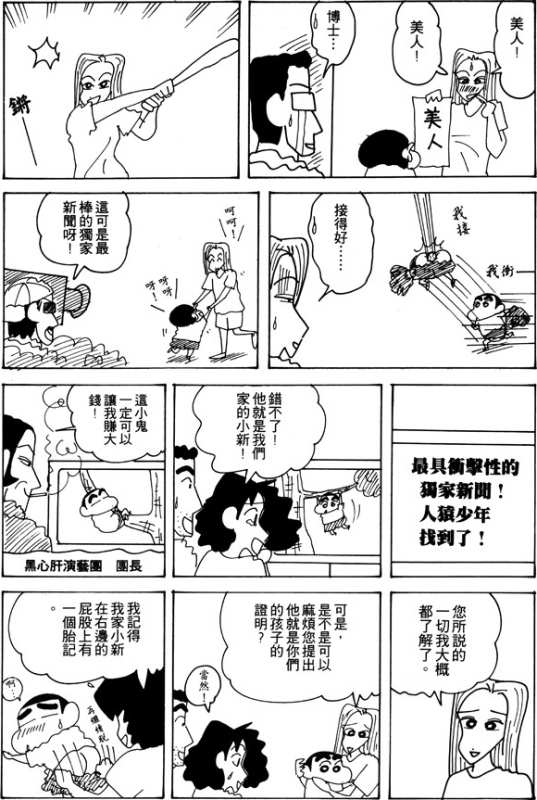 美人！
美人！
美人
博士…
鏘
接得好……
我接
我衝
這可是最
棒的獨家
新聞呀！
呵呵！
呀呀呀！
最具衝擊性的
獨家新聞！
人猿少年
找到了！
錯不了！
他就是我們
家的小新！
這小鬼
一定可以
讓我賺大
錢！
黑心肝演藝團　團長
您所說的
一切我大概
都了解了。
可是，
是不是可以
麻煩您提出
他就是你們
的孩子的
證明？
當然！
我記得
我家小新
在右邊的
屁股上有
一個胎記
。
啊！